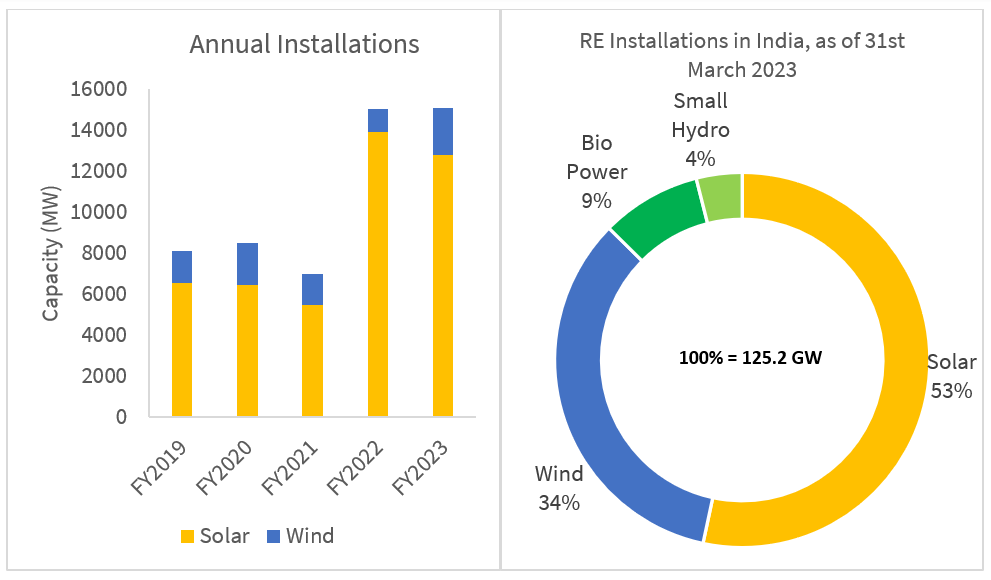 Annual Installations
16000
14000
12000
10000
8000
6000
4000
2000
0
Capacity (MW)
FY2019
FY2020
FY2021
FY2022
FY2023
Solar
Wind
RE Installations in India, as of 31st
March 2023
Small
Hydro
4%
Bio
Power
9%
100% = 125.2 GW
Solar
53%
Wind
34%